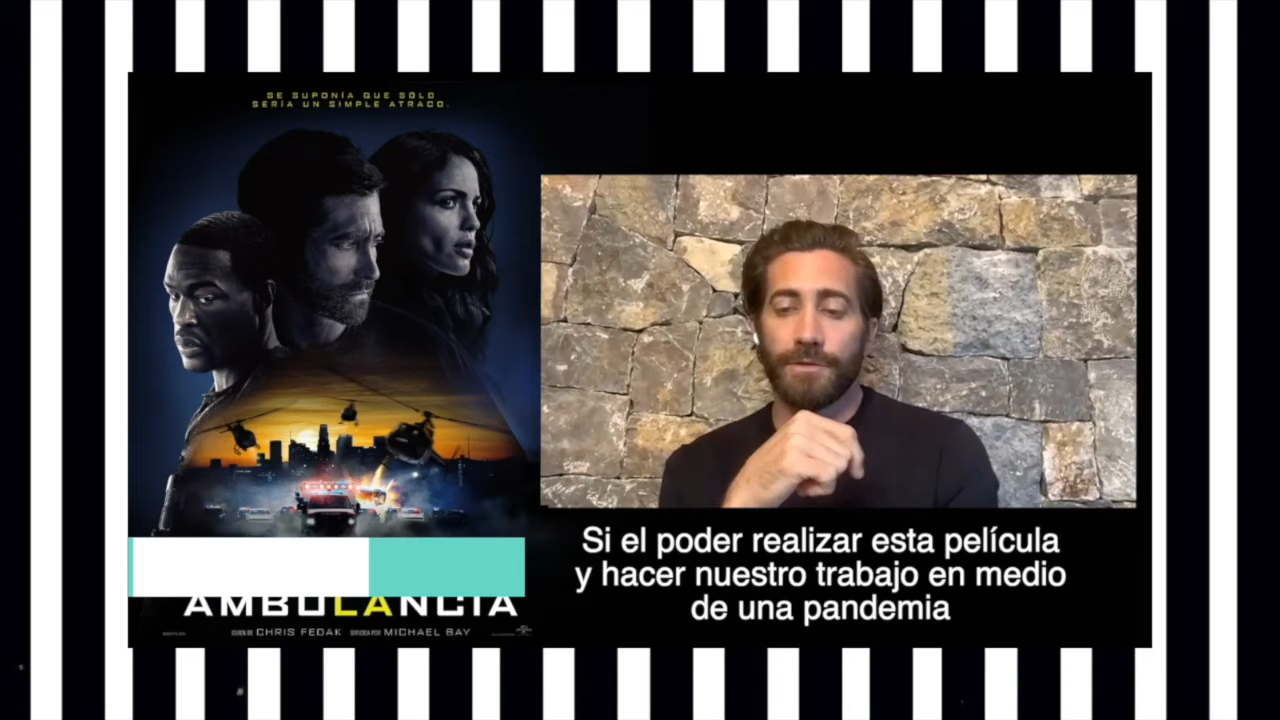 SE SUPONÍA QUE SÓLO
SERÍA UN SIMPLE ATRACO.
AMBULANCIA
CHRIS FEDAK
MICHAEL BAY
Si el poder realizar esta película
y hacer nuestro trabajo en medio
de una pandemia